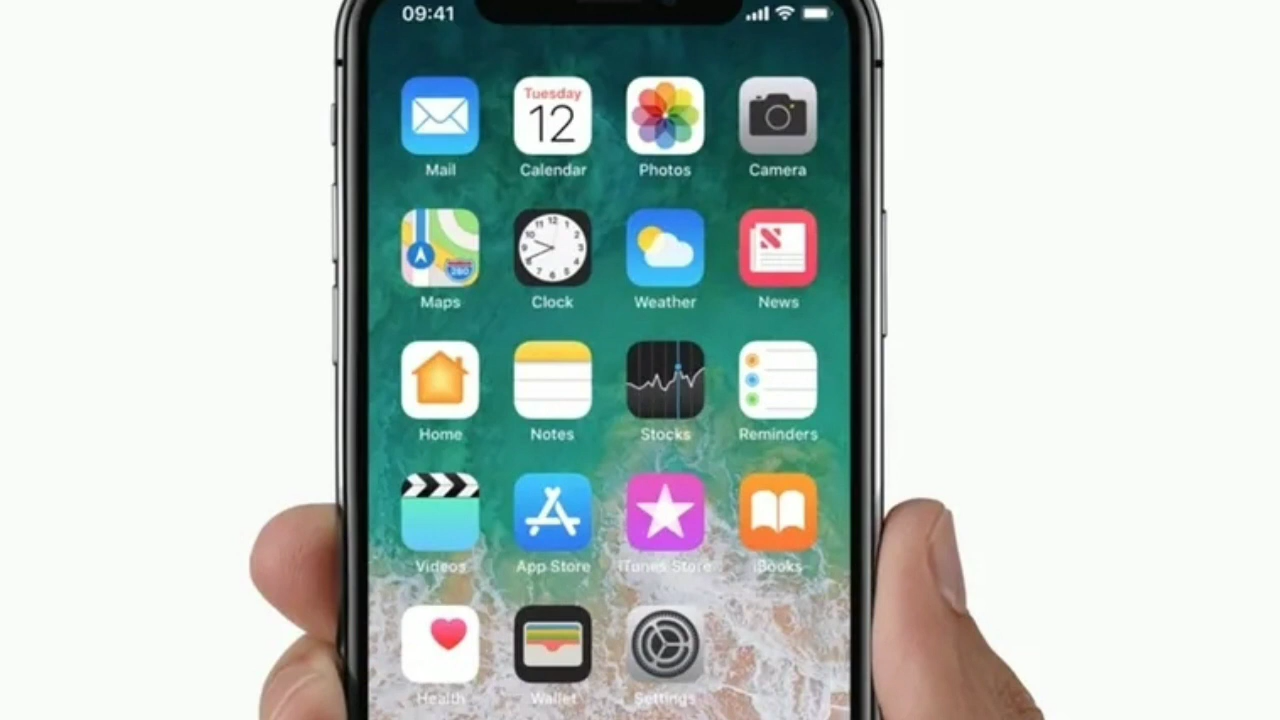 09:41
Tuesday
12
Mail Calendar Photos Camera
280
Maps Clock Weather News
Home Notes Stocks Reminders
Videos App Store iTunes Store iBooks
Health Wallet Settings